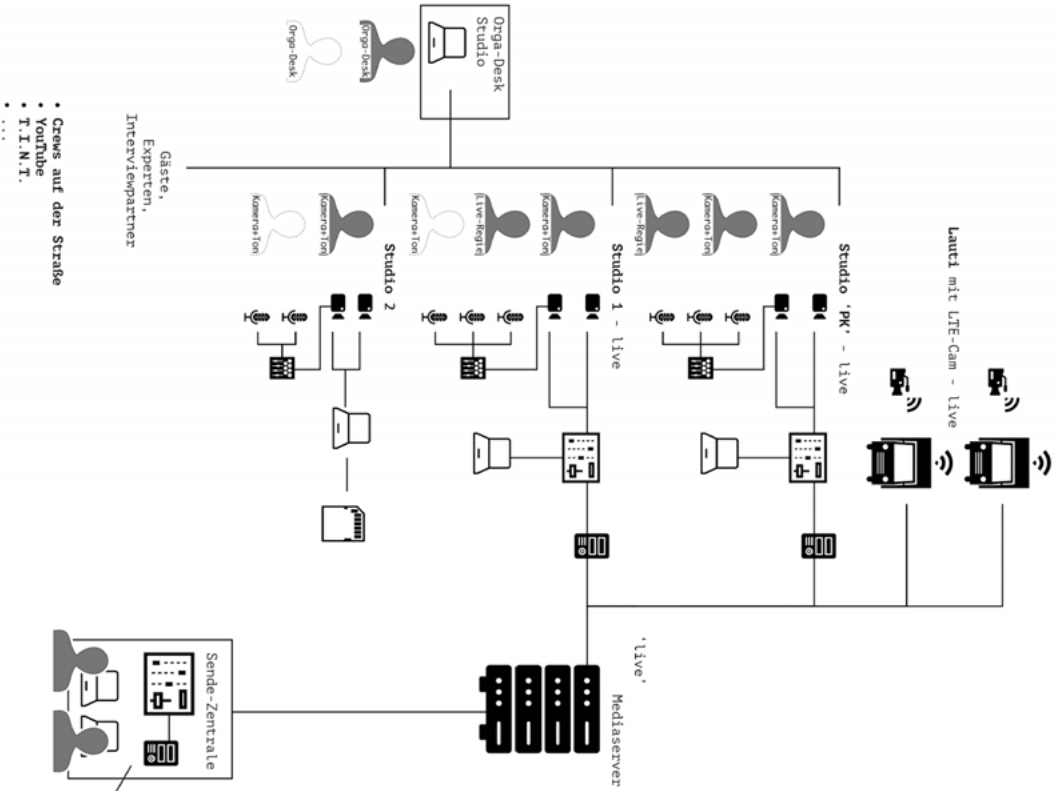 Lauti mit LTE-Cam - live
Studio 'PK' - live
Kamera+Ton
Kamera+Ton
Live-Regie
Studio 1 - live
Kamera+Ton
Live-Regie
Kamera+Ton
'live'
Mediaserver
Orga-Desk
Studio
Orga-Desk
Orga-Desk
Studio 2
Kamera+Ton
Kamera+Ton
Sende-Zentrale
Gäste,
Experten,
Interviewpartner
• Crews auf der Straße
• YouTube
• T.I.N.T.
• ...